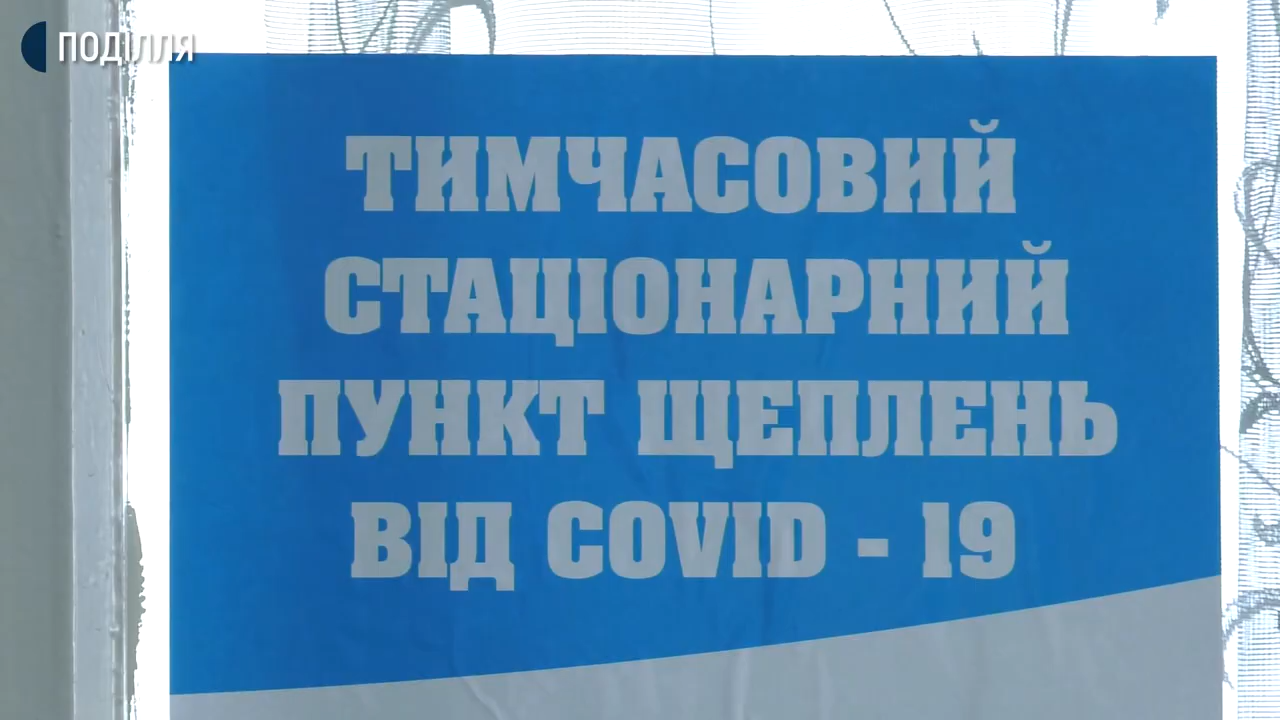 ПОДІЛЛЯ
ТИМЧАСОВИЙ
СТАЦІОНАРНИЙ
ПУНКТ ЩЕПЛЕНЬ
ВІД COVID - 19